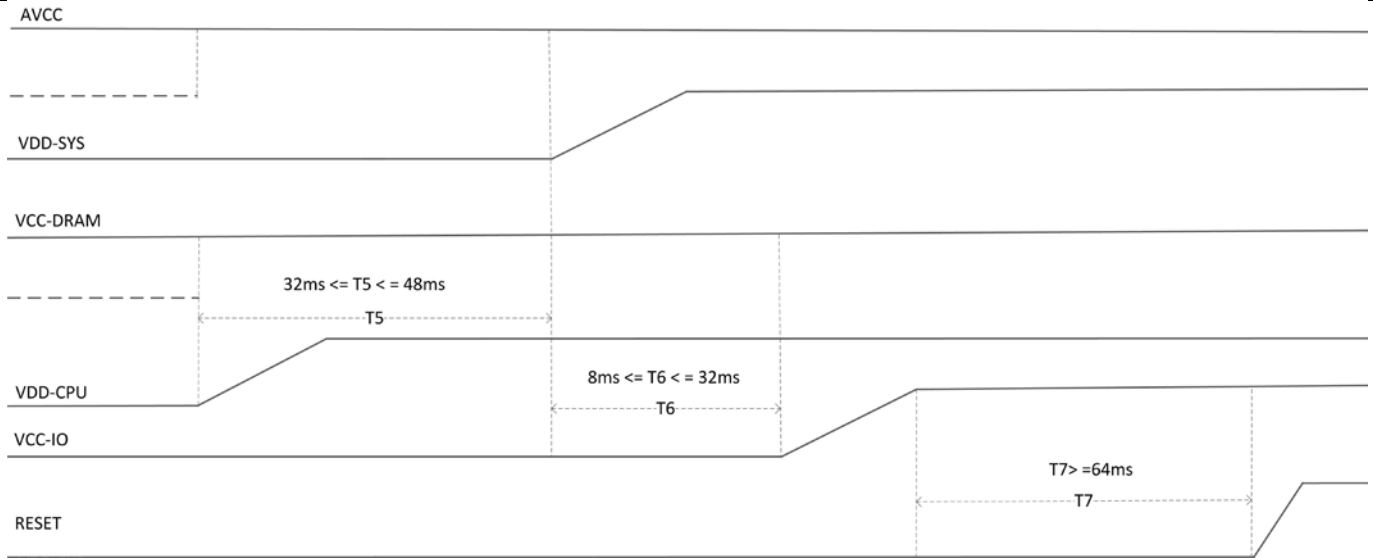 AVCC
VDD-SYS
VCC-DRAM
32ms <= T5 < = 48ms
T5
8ms <= T6 < = 32ms
VDD-CPU
T6
VCC-IO
T7> =64ms
T7
RESET